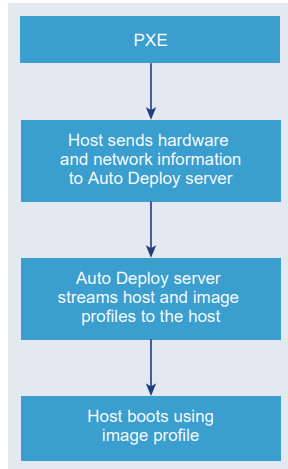 PXE
Host sends hardware
and network information
to Auto Deploy server
Auto Deploy server
streams host and image
profiles to the host
Host boots using
image profile